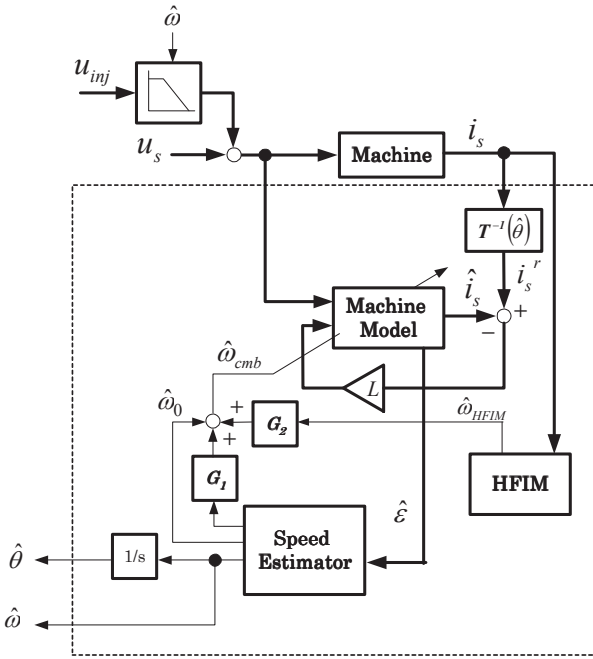 ω̂
u_inj
u_s
Machine
i_s
T⁻¹(θ̂)
i_s^r
î_s
+
−
Machine
Model
L
ω̂_cmb
ω̂_0
+
+
G_2
ω̂_HFIM
G_1
HFIM
ε̂
Speed
Estimator
1/s
θ̂
ω̂